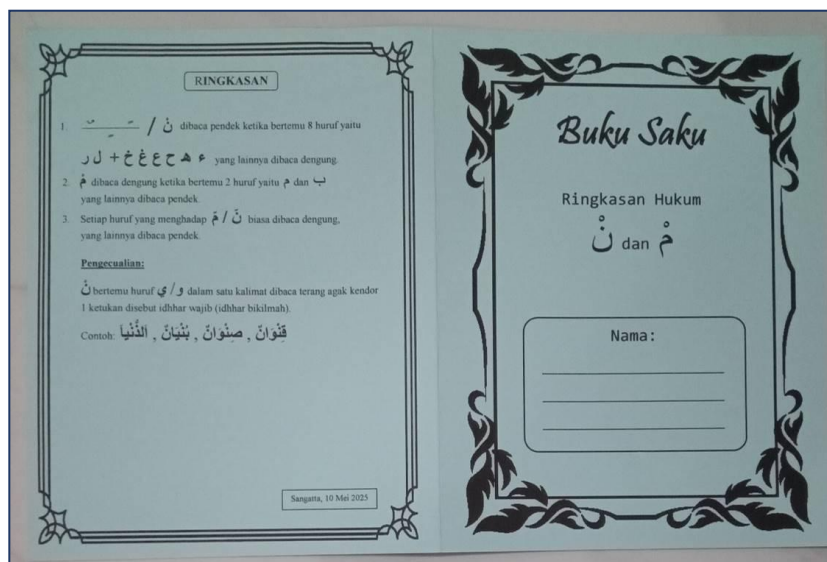 RINGKASAN
1. ـًـٍـٌ / نْ dibaca pendek ketika bertemu 8 huruf yaitu
ء ه ح ع غ خ + ل ر yang lainnya dibaca dengung.
2. مْ dibaca dengung ketika bertemu 2 huruf yaitu م dan ب
yang lainnya dibaca pendek.
3. Setiap huruf yang menghadap نّ / مّ biasa dibaca dengung,
yang lainnya dibaca pendek.
Pengecualian:
نْ bertemu huruf و / ي dalam satu kalimat dibaca terang agak kendor
1 ketukan disebut idhhar wajib (idhhar bikilmah).
Contoh: قِنْوَانٌ , صِنْوَانٌ , بُنْيَانٌ , الدُّنْيَا
Sangatta, 10 Mei 2025
Buku Saku
Ringkasan Hukum
نْ dan مْ
Nama: